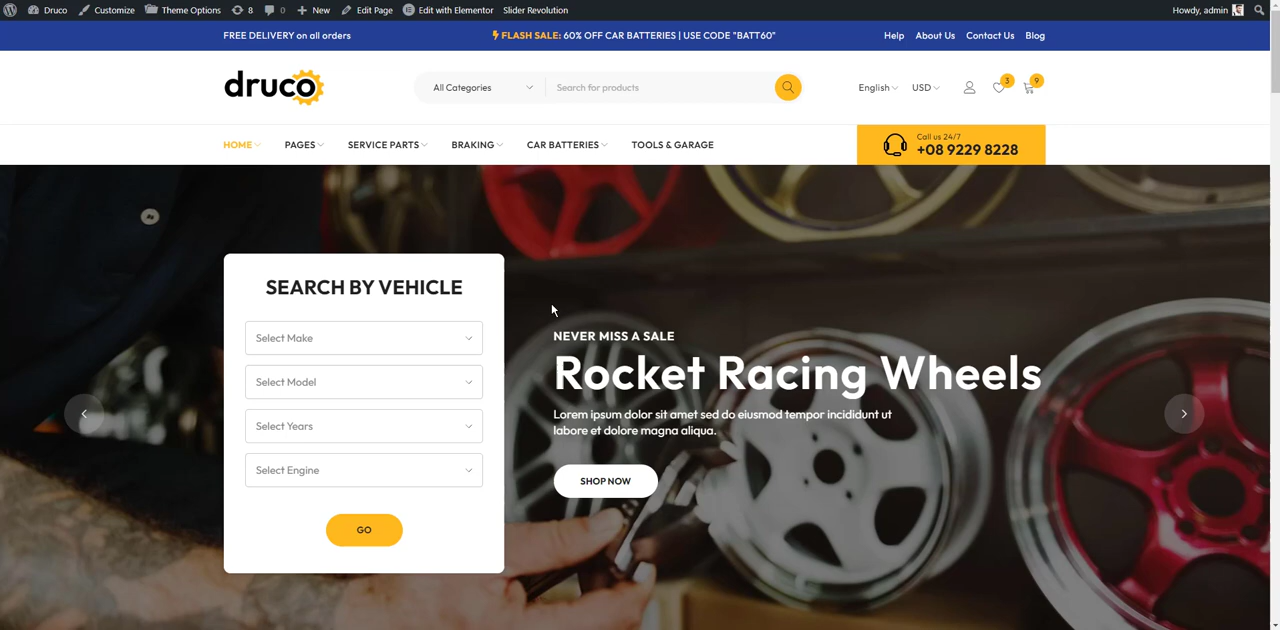 Druco Customize Theme Options 8 0 New Edit Page Edit with Elementor Slider Revolution Howdy, admin
FREE DELIVERY on all orders FLASH SALE: 60% OFF CAR BATTERIES | USE CODE "BATT60" Help About Us Contact Us Blog
druco All Categories Search for products English USD 3 9
HOME PAGES SERVICE PARTS BRAKING CAR BATTERIES TOOLS & GARAGE
Call us 24/7
+08 9229 8228
SEARCH BY VEHICLE
Select Make
Select Model
Select Years
Select Engine
GO
NEVER MISS A SALE
Rocket Racing Wheels
Lorem ipsum dolor sit amet sed do eiusmod tempor incididunt ut
labore et dolore magna aliqua.
SHOP NOW